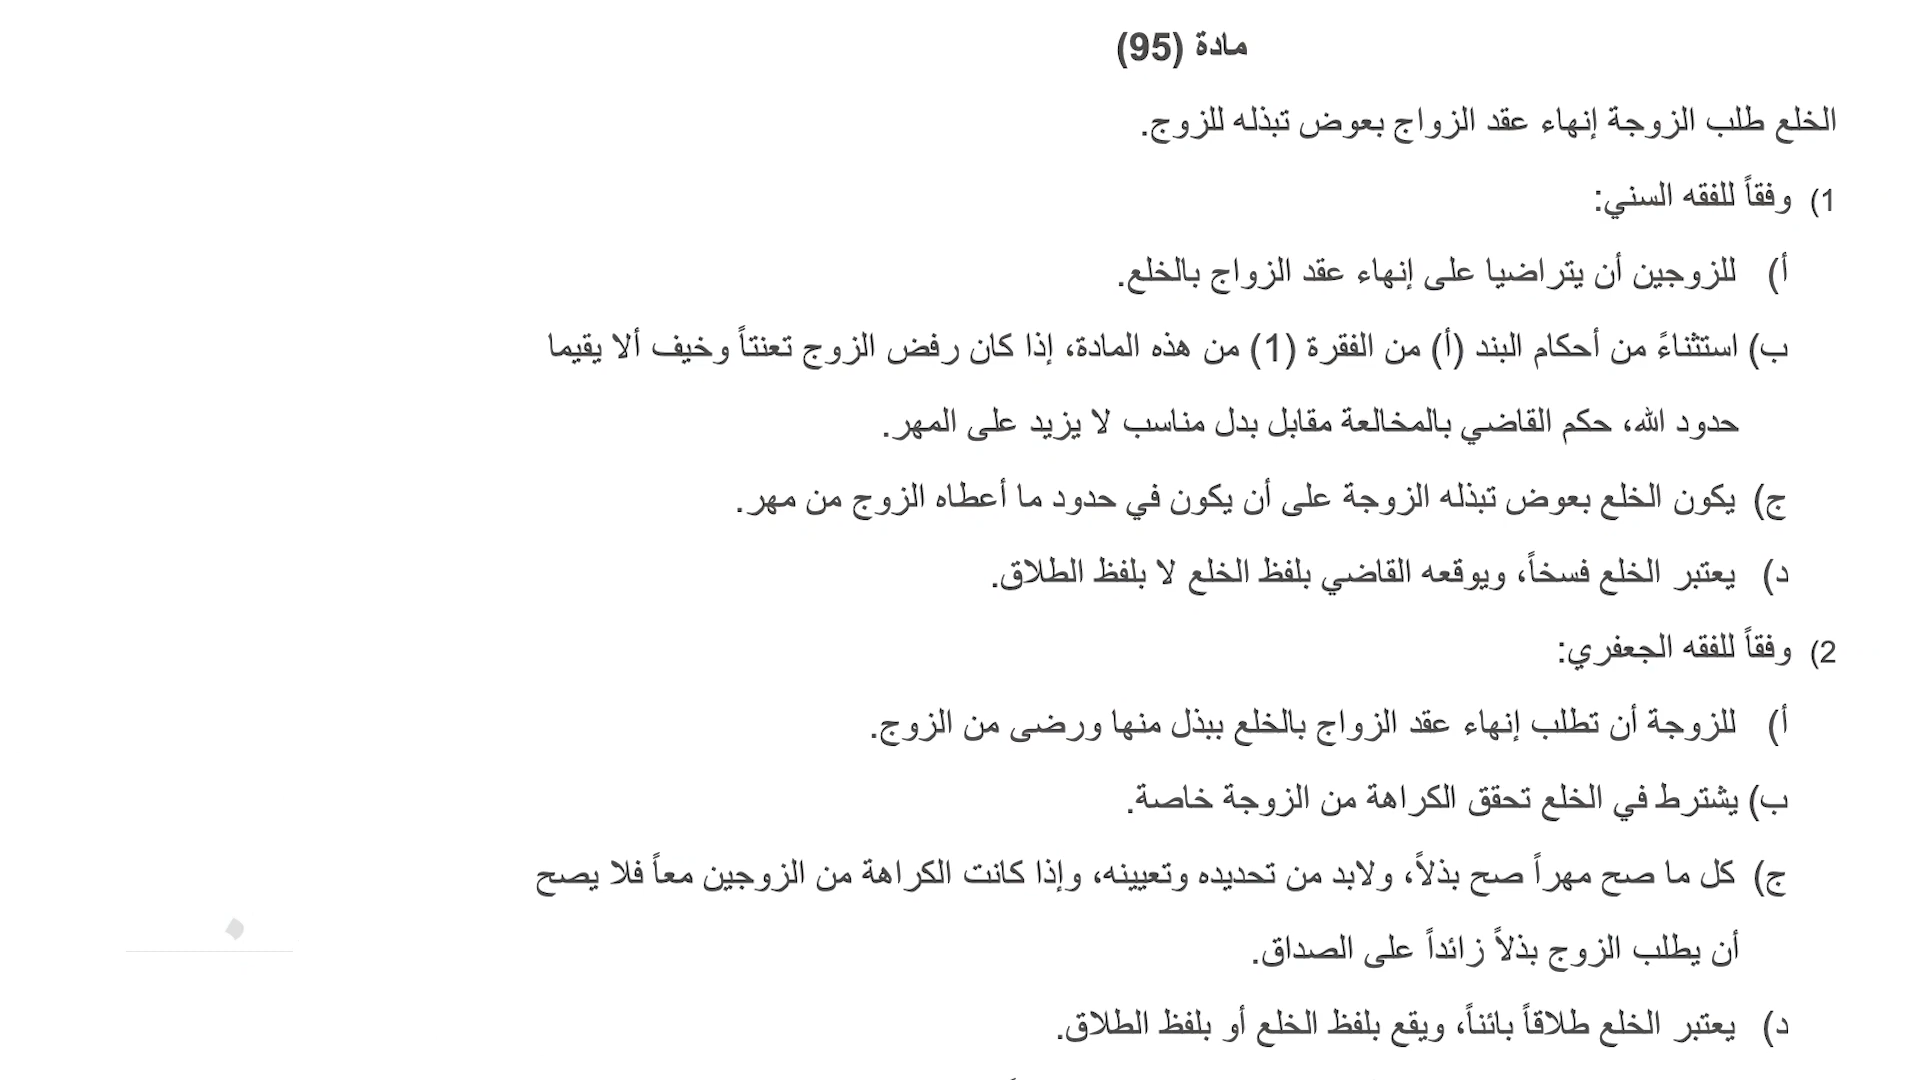 مادة (95)
الخلع طلب الزوجة إنهاء عقد الزواج بعوض تبذله للزوج.
1) وفقاً للفقه السني:
أ) للزوجين أن يتراضيا على إنهاء عقد الزواج بالخلع.
ب) استثناءً من أحكام البند (أ) من الفقرة (1) من هذه المادة، إذا كان رفض الزوج تعنتاً وخيف ألا يقيما
حدود الله، حكم القاضي بالمخالعة مقابل بدل مناسب لا يزيد على المهر.
ج) يكون الخلع بعوض تبذله الزوجة على أن يكون في حدود ما أعطاه الزوج من مهر.
د) يعتبر الخلع فسخاً، ويوقعه القاضي بلفظ الخلع لا بلفظ الطلاق.
2) وفقاً للفقه الجعفري:
أ) للزوجة أن تطلب إنهاء عقد الزواج بالخلع ببذل منها ورضى من الزوج.
ب) يشترط في الخلع تحقق الكراهة من الزوجة خاصة.
ج) كل ما صح مهراً صح بذلاً، ولابد من تحديده وتعيينه، وإذا كانت الكراهة من الزوجين معاً فلا يصح
أن يطلب الزوج بذلاً زائداً على الصداق.
د) يعتبر الخلع طلاقاً بائناً، ويقع بلفظ الخلع أو بلفظ الطلاق.